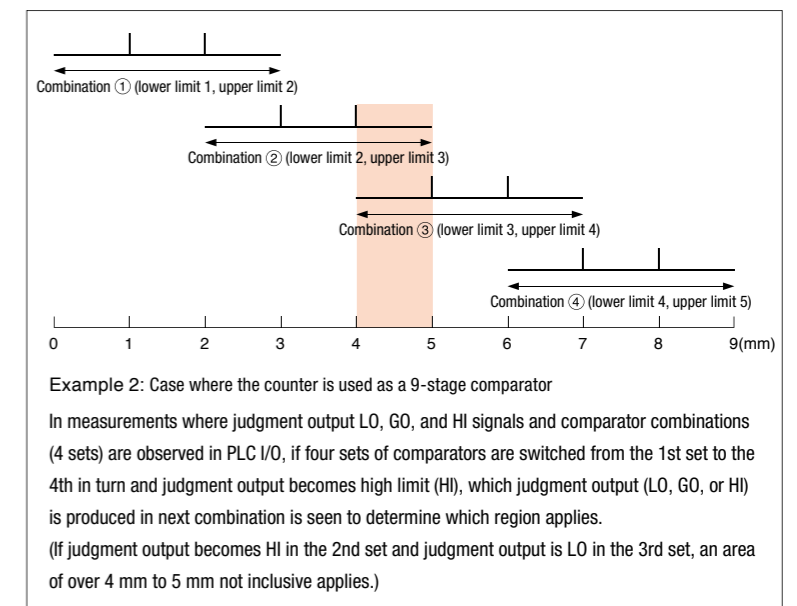 Combination ① (lower limit 1, upper limit 2)
Combination ② (lower limit 2, upper limit 3)
Combination ③ (lower limit 3, upper limit 4)
Combination ④ (lower limit 4, upper limit 5)
0 1 2 3 4 5 6 7 8 9(mm)
Example 2: Case where the counter is used as a 9-stage comparator
In measurements where judgment output LO, GO, and HI signals and comparator combinations
(4 sets) are observed in PLC I/O, if four sets of comparators are switched from the 1st set to the
4th in turn and judgment output becomes high limit (HI), which judgment output (LO, GO, or HI)
is produced in next combination is seen to determine which region applies.
(If judgment output becomes HI in the 2nd set and judgment output is LO in the 3rd set, an area
of over 4 mm to 5 mm not inclusive applies.)